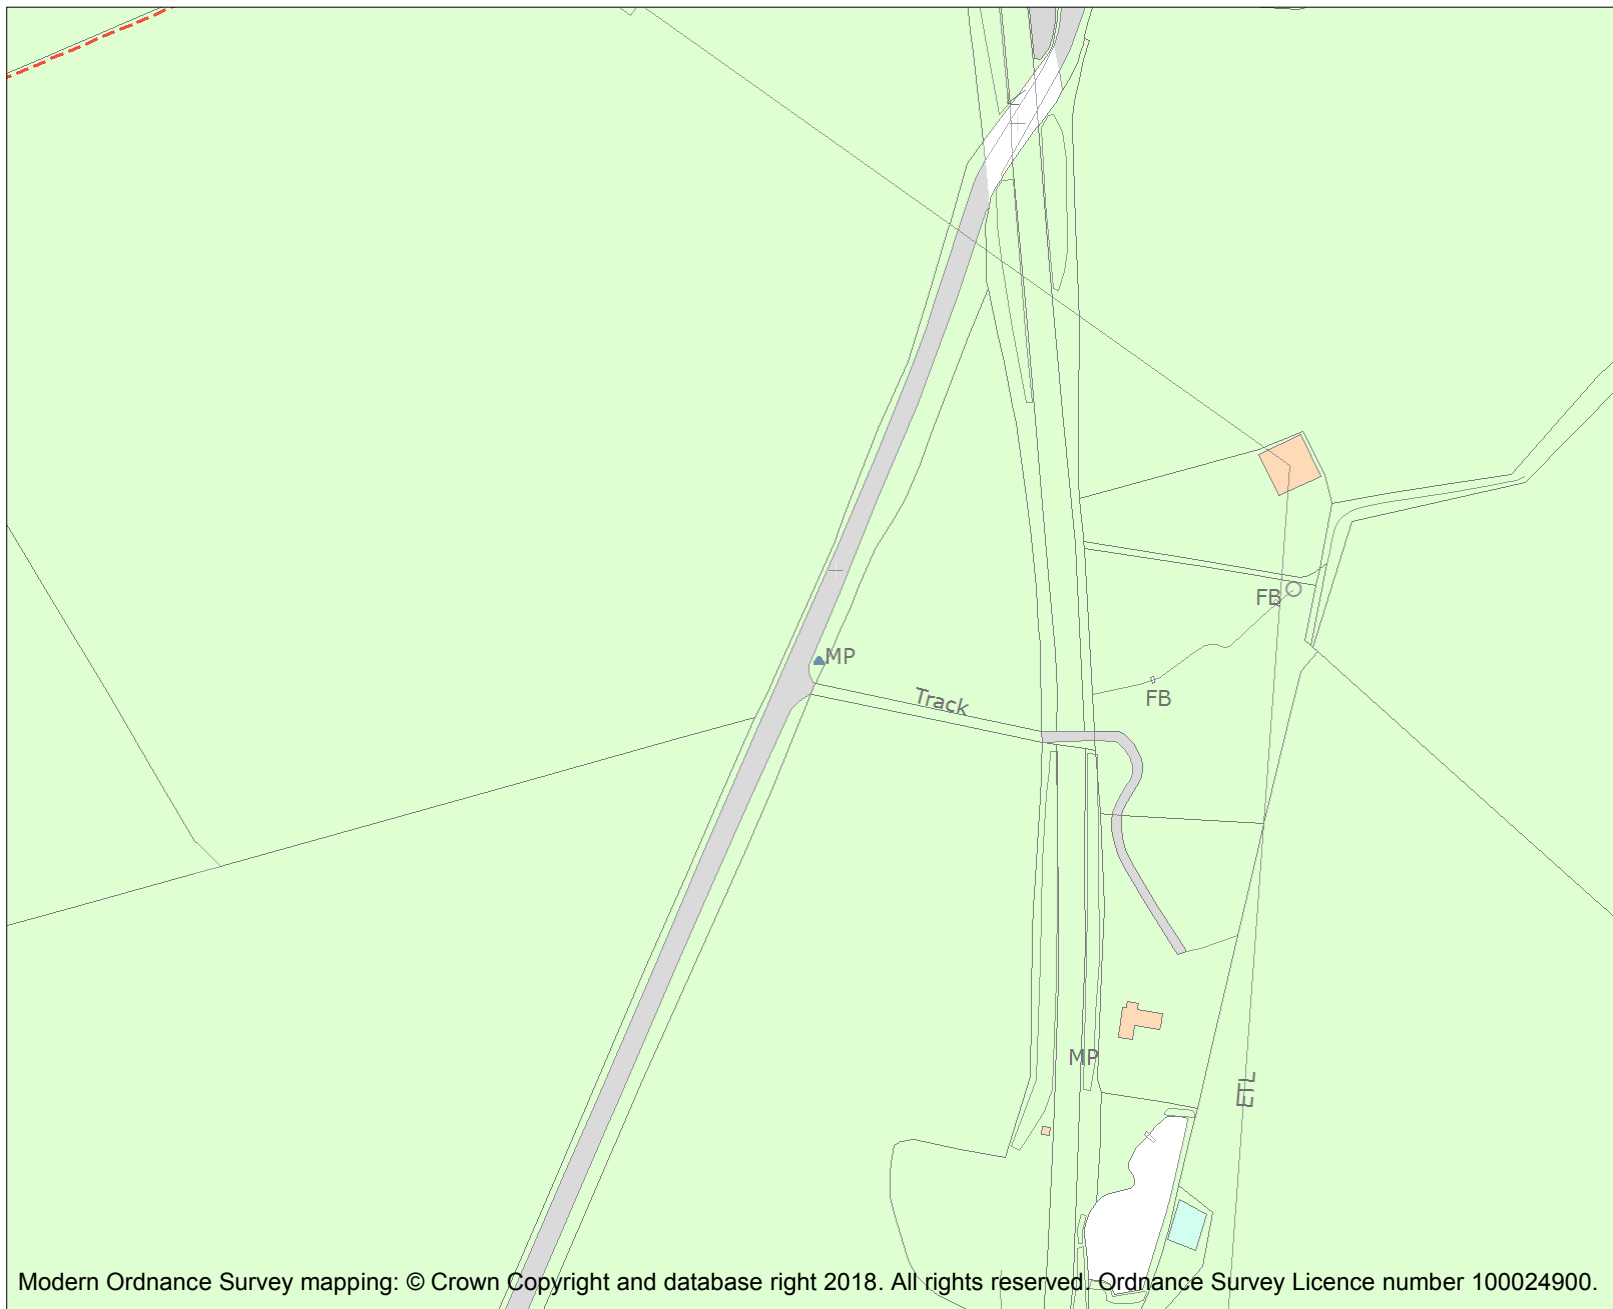 FB
MP
FB
Track
MP
ETL
Modern Ordnance Survey mapping: © Crown Copyright and database right 2018. All rights reserved. Ordnance Survey Licence number 100024900.